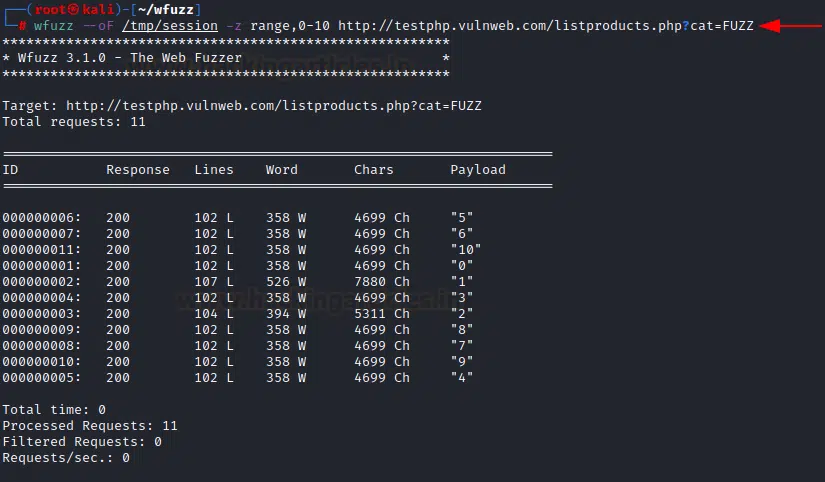 ┌──(root㉿kali)-[~/wfuzz]
└─# wfuzz --oF /tmp/session -z range,0-10 http://testphp.vulnweb.com/listproducts.php?cat=FUZZ
********************************************************
* Wfuzz 3.1.0 - The Web Fuzzer                         *
********************************************************
Target: http://testphp.vulnweb.com/listproducts.php?cat=FUZZ
Total requests: 11
=====================================================================
ID           Response   Lines    Word       Chars       Payload
=====================================================================
000000006:   200        102 L    358 W      4699 Ch     "5"
000000007:   200        102 L    358 W      4699 Ch     "6"
000000011:   200        102 L    358 W      4699 Ch     "10"
000000001:   200        102 L    358 W      4699 Ch     "0"
000000002:   200        107 L    526 W      7880 Ch     "1"
000000004:   200        102 L    358 W      4699 Ch     "3"
000000003:   200        104 L    394 W      5311 Ch     "2"
000000009:   200        102 L    358 W      4699 Ch     "8"
000000008:   200        102 L    358 W      4699 Ch     "7"
000000010:   200        102 L    358 W      4699 Ch     "9"
000000005:   200        102 L    358 W      4699 Ch     "4"
Total time: 0
Processed Requests: 11
Filtered Requests: 0
Requests/sec.: 0